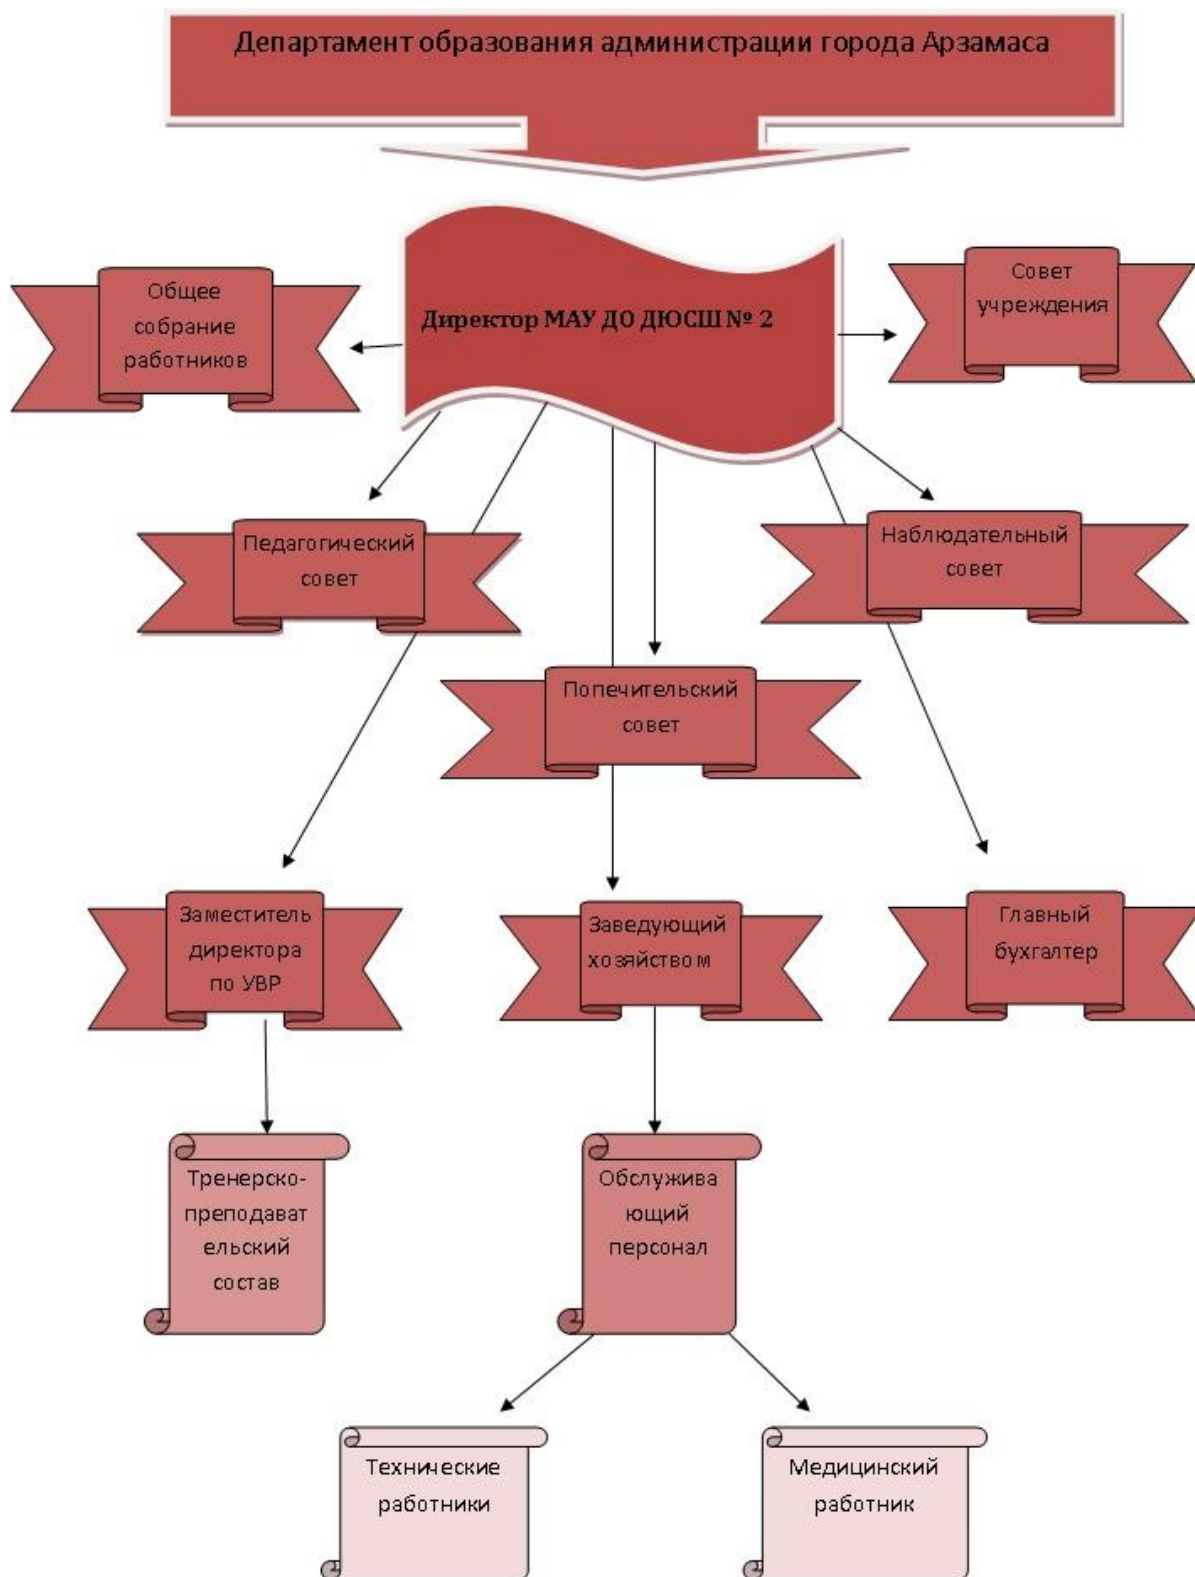 Департамент образования администрации города Арзамаса
Общее
собрание
работников
Директор МАУ ДО ДЮСШ № 2
Совет
учреждения
Педагогический
совет
Наблюдательный
совет
Попечительский
совет
Заместитель
директора
по УВР
Заведующий
хозяйством
Главный
бухгалтер
Тренерско-
преподават
ельский
состав
Обслужива
ющий
персонал
Технические
работники
Медицинский
работник